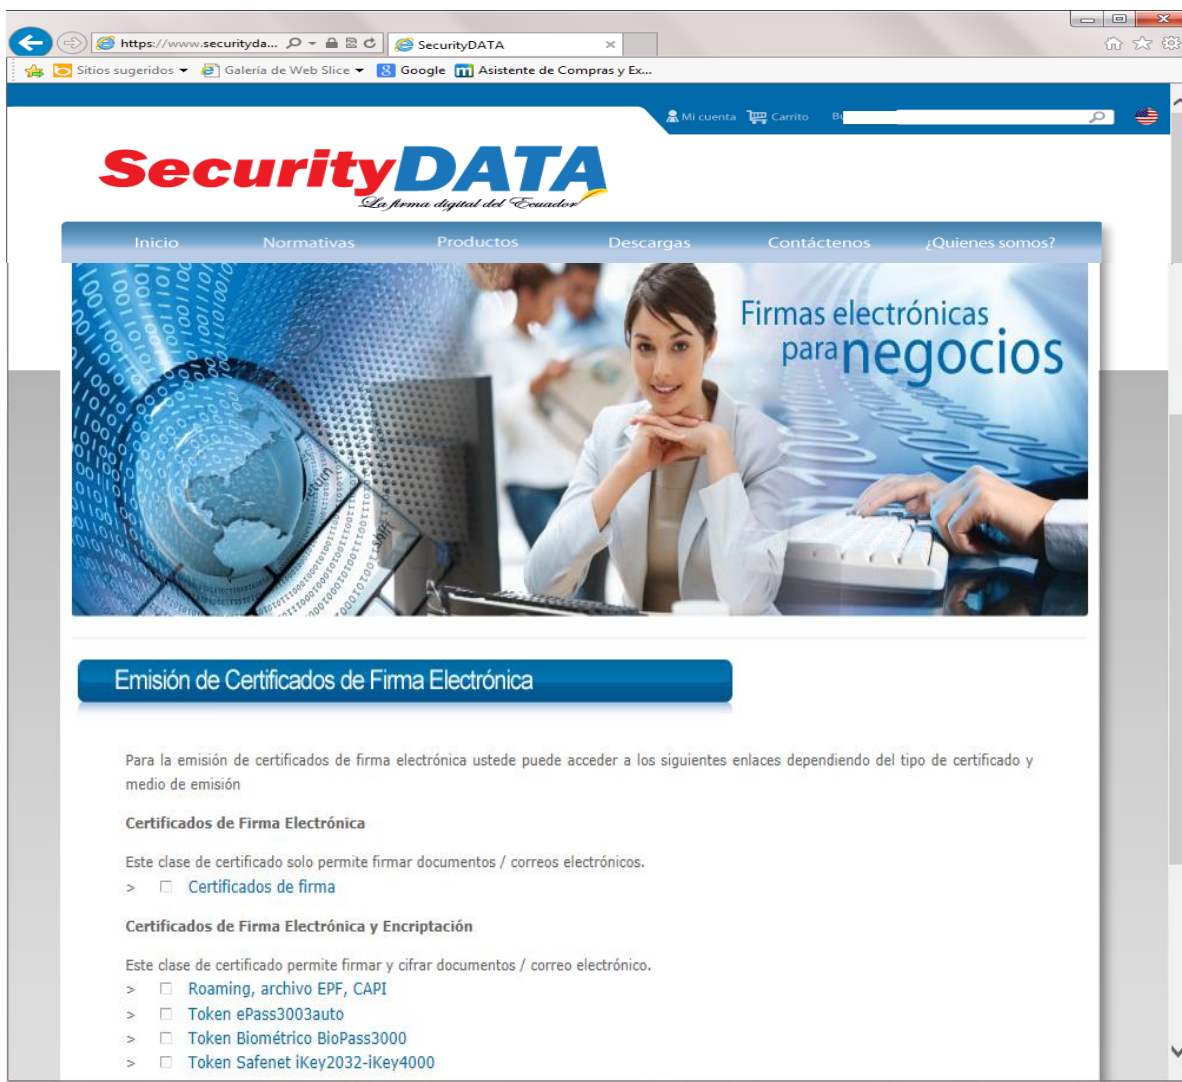 https://www.securityda...
SecurityDATA
Sitios sugeridos
Galería de Web Slice
Google
Asistente de Compras y Ex...
Mi cuenta
Carrito
SecurityDATA
La firma digital del Ecuador
Inicio
Normativas
Productos
Descargas
Contáctenos
¿Quienes somos?
Firmas electrónicas
para negocios
Emisión de Certificados de Firma Electrónica
Para la emisión de certificados de firma electrónica ustede puede acceder a los siguientes enlaces dependiendo del tipo de certificado y
medio de emisión
Certificados de Firma Electrónica
Este clase de certificado solo permite firmar documentos / correos electrónicos.
> Certificados de firma
Certificados de Firma Electrónica y Encriptación
Este clase de certificado permite firmar y cifrar documentos / correo electrónico.
> Roaming, archivo EPF, CAPI
> Token ePass3003auto
> Token Biométrico BioPass3000
> Token Safenet iKey2032-iKey4000